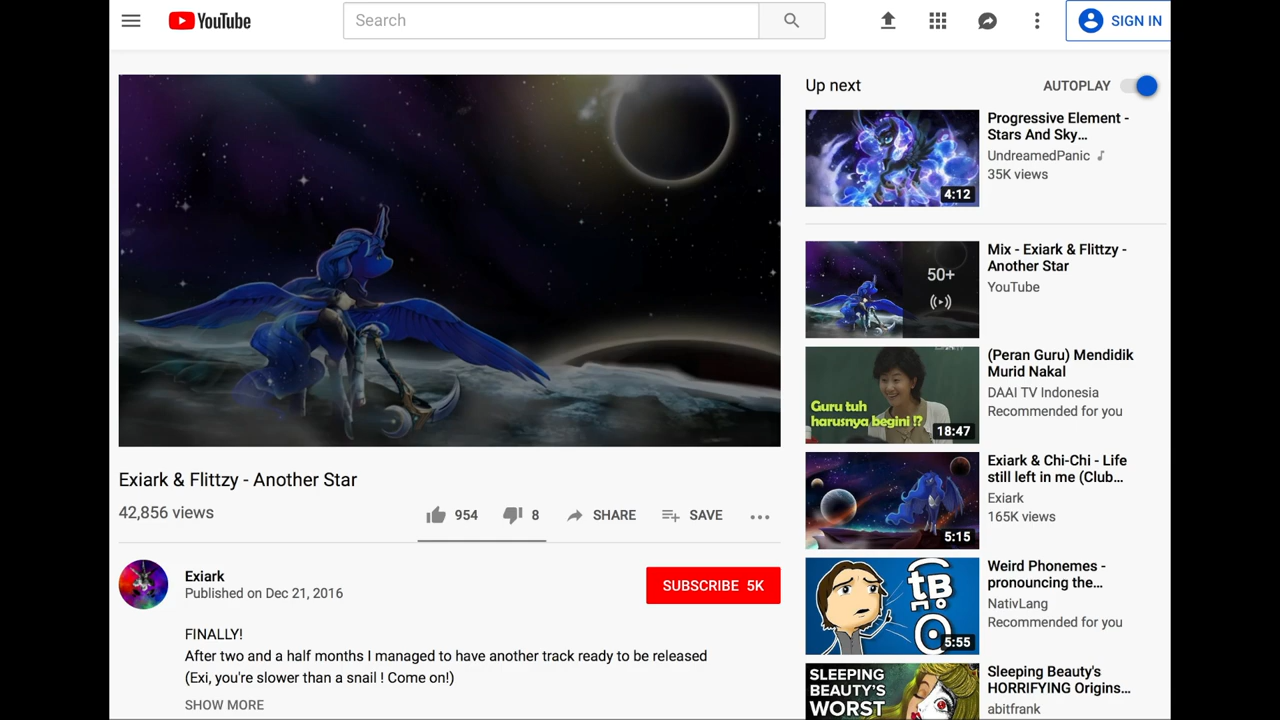 YouTube
Search
SIGN IN
Exiark & Flittzy - Another Star
42,856 views
954
8
SHARE
SAVE
Exiark
Published on Dec 21, 2016
SUBSCRIBE 5K
FINALLY!
After two and a half months I managed to have another track ready to be released
(Exi, you're slower than a snail ! Come on!)
SHOW MORE
Up next
AUTOPLAY
4:12
Progressive Element -
Stars And Sky...
UndreamedPanic
35K views
50+
Mix - Exiark & Flittzy -
Another Star
YouTube
Guru tuh
harusnya begini !?
18:47
(Peran Guru) Mendidik
Murid Nakal
DAAI TV Indonesia
Recommended for you
5:15
Exiark & Chi-Chi - Life
still left in me (Club...
Exiark
165K views
5:55
Weird Phonemes -
pronouncing the...
NativLang
Recommended for you
SLEEPING
BEAUTY'S
WORST
Sleeping Beauty's
HORRIFYING Origins...
abitfrank